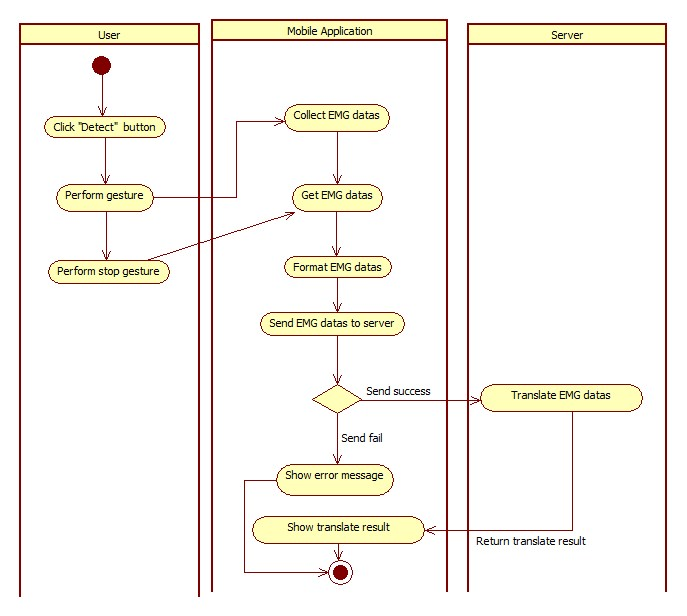 User
Mobile Application
Server
Click "Detect" button
Collect EMG datas
Perform gesture
Get EMG datas
Perform stop gesture
Format EMG datas
Send EMG datas to server
Send success
Translate EMG datas
Send fail
Show error message
Show translate result
Return translate result